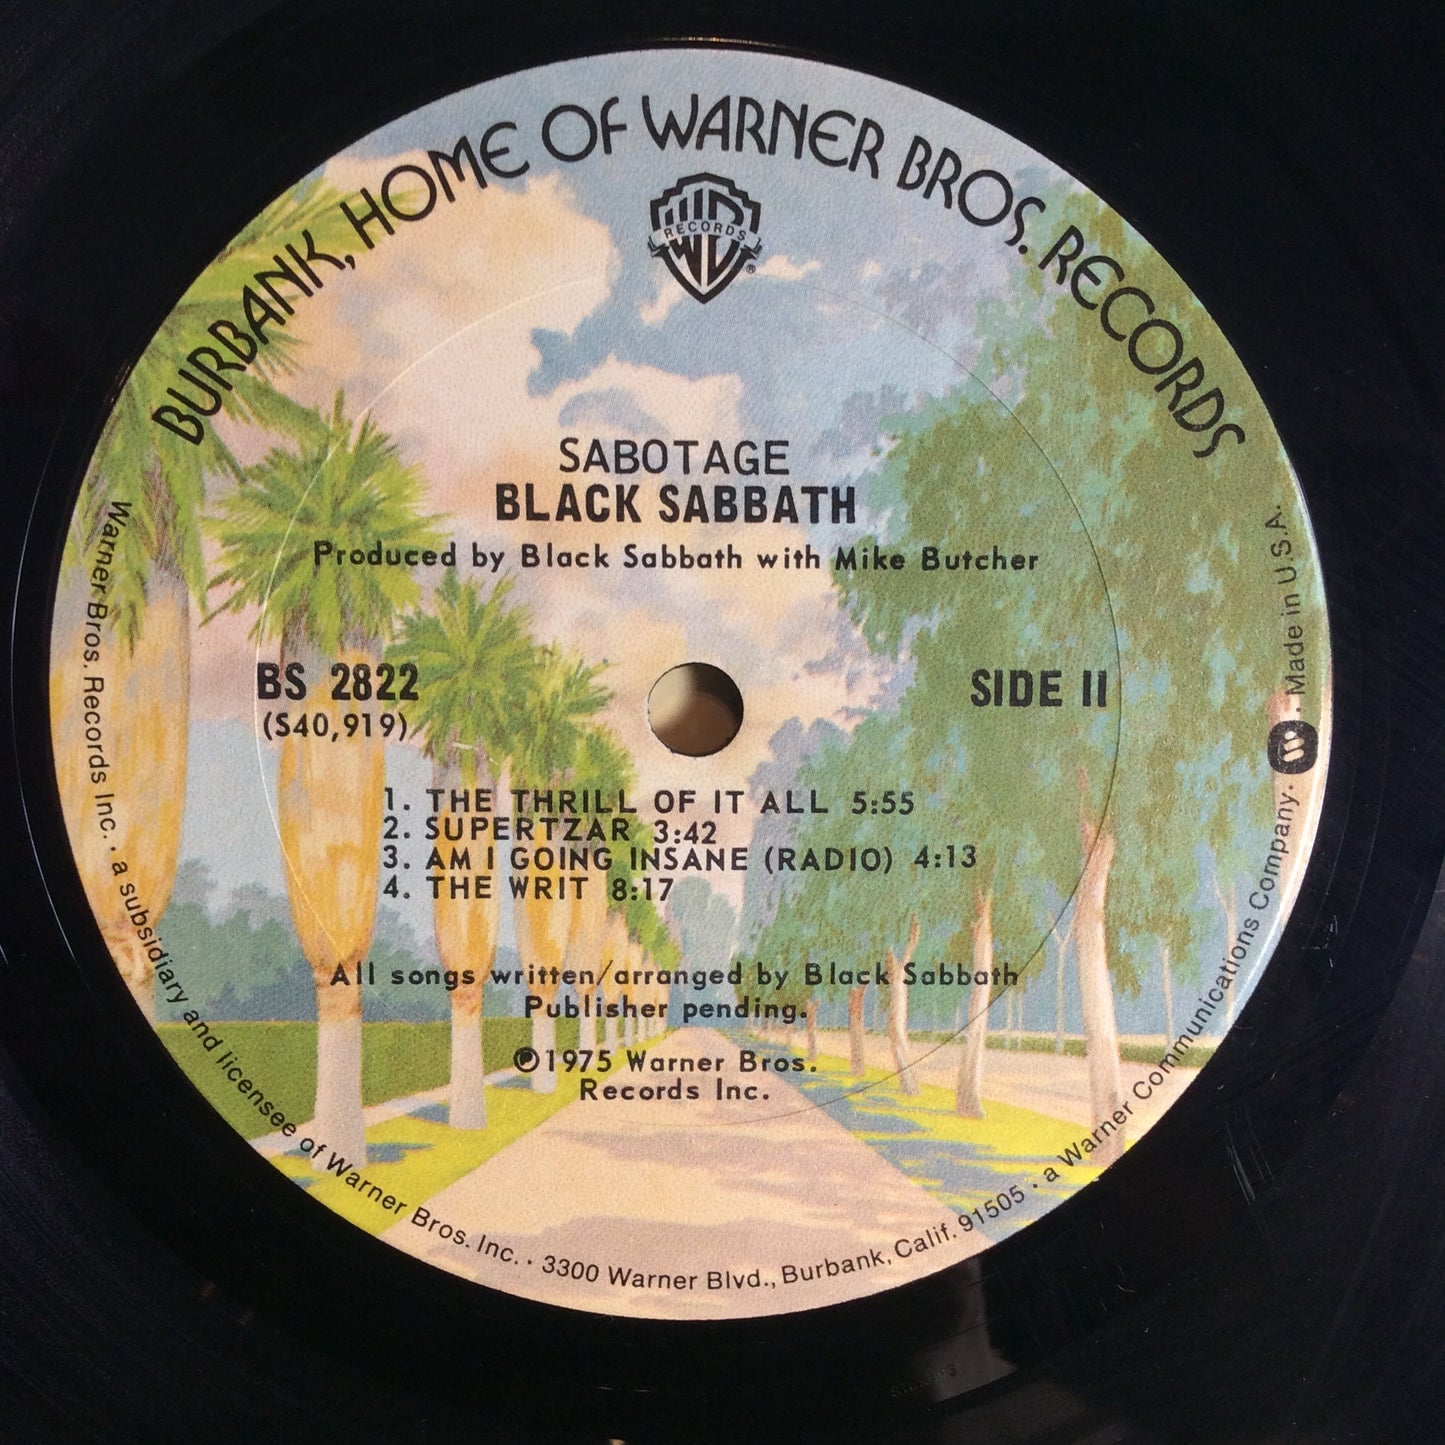 BURBANK, HOME OF WARNER BROS. RECORDS
WB
RECORDS
®
SABOTAGE
BLACK SABBATH
Produced by Black Sabbath with Mike Butcher
BS 2822
(S40,919)
SIDE II
1. THE THRILL OF IT ALL 5:55
2. SUPERTZAR 3:42
3. AM I GOING INSANE (RADIO) 4:13
4. THE WRIT 8:17
All songs written/arranged by Black Sabbath
Publisher pending.
℗1975 Warner Bros.
Records Inc.
Warner Bros. Records Inc. · a subsidiary and licensee of Warner Bros. Inc. · 3300 Warner Blvd., Burbank, Calif. 91505 · a Warner Communications Company. Made in U.S.A.